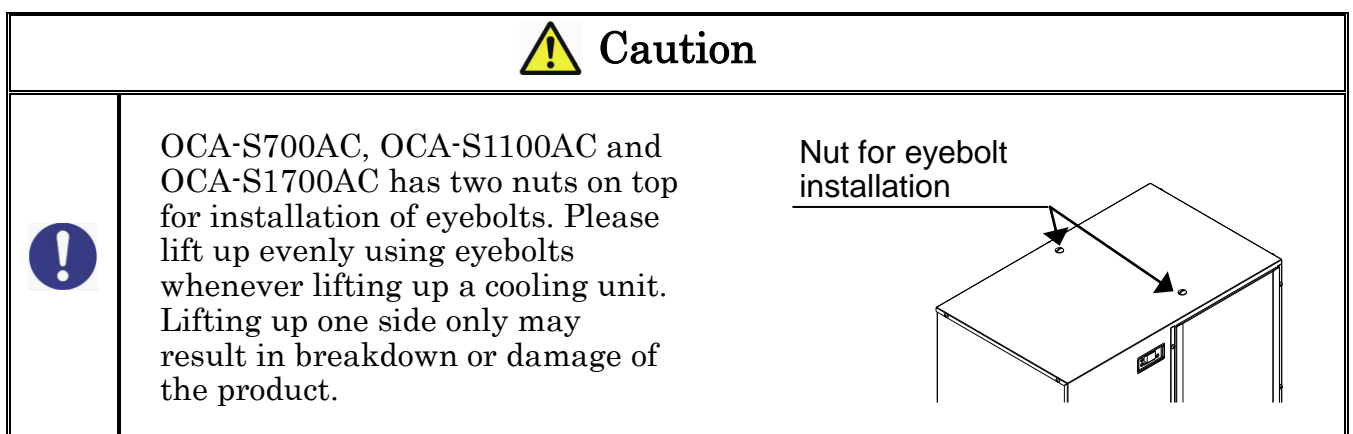 Caution
OCA-S700AC, OCA-S1100AC and
OCA-S1700AC has two nuts on top
for installation of eyebolts. Please
lift up evenly using eyebolts
whenever lifting up a cooling unit.
Lifting up one side only may
result in breakdown or damage of
the product.
Nut for eyebolt
installation